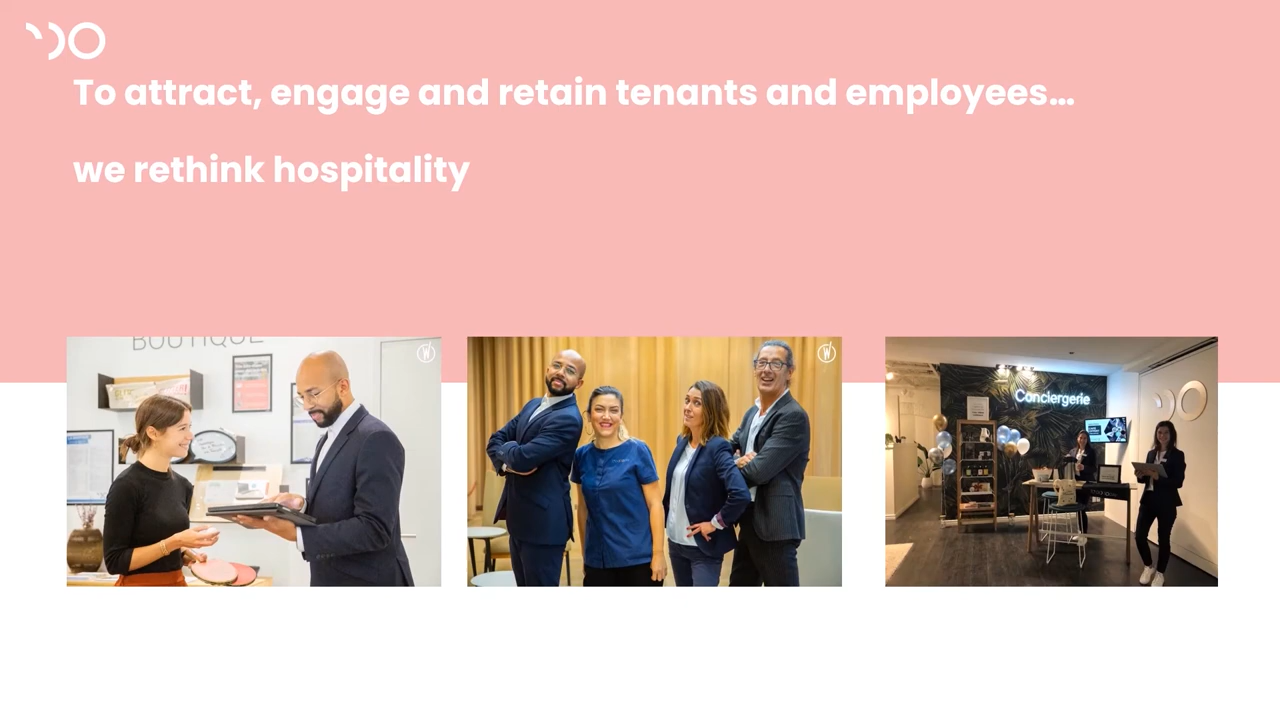 To attract, engage and retain tenants and employees...
we rethink hospitality
BOUTIQUE
W
W
Conciergerie